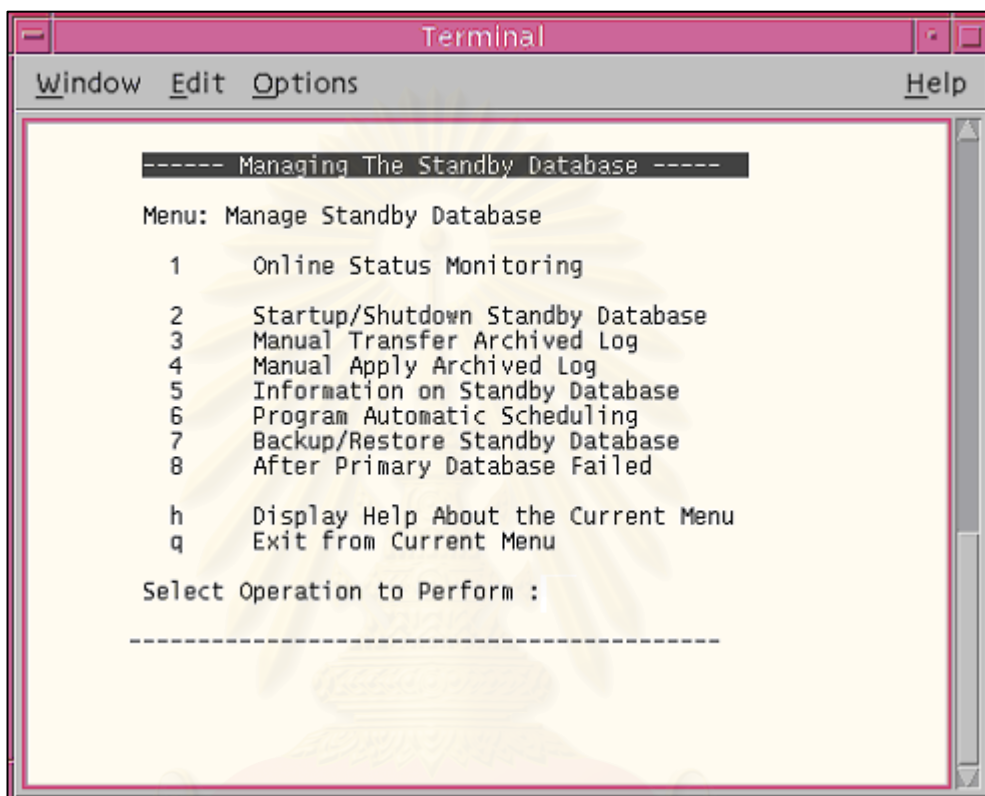 Terminal
Window Edit Options Help
------ Managing The Standby Database -----
Menu: Manage Standby Database
1 Online Status Monitoring
2 Startup/Shutdown Standby Database
3 Manual Transfer Archived Log
4 Manual Apply Archived Log
5 Information on Standby Database
6 Program Automatic Scheduling
7 Backup/Restore Standby Database
8 After Primary Database Failed
h Display Help About the Current Menu
q Exit from Current Menu
Select Operation to Perform :
-------------------------------------------